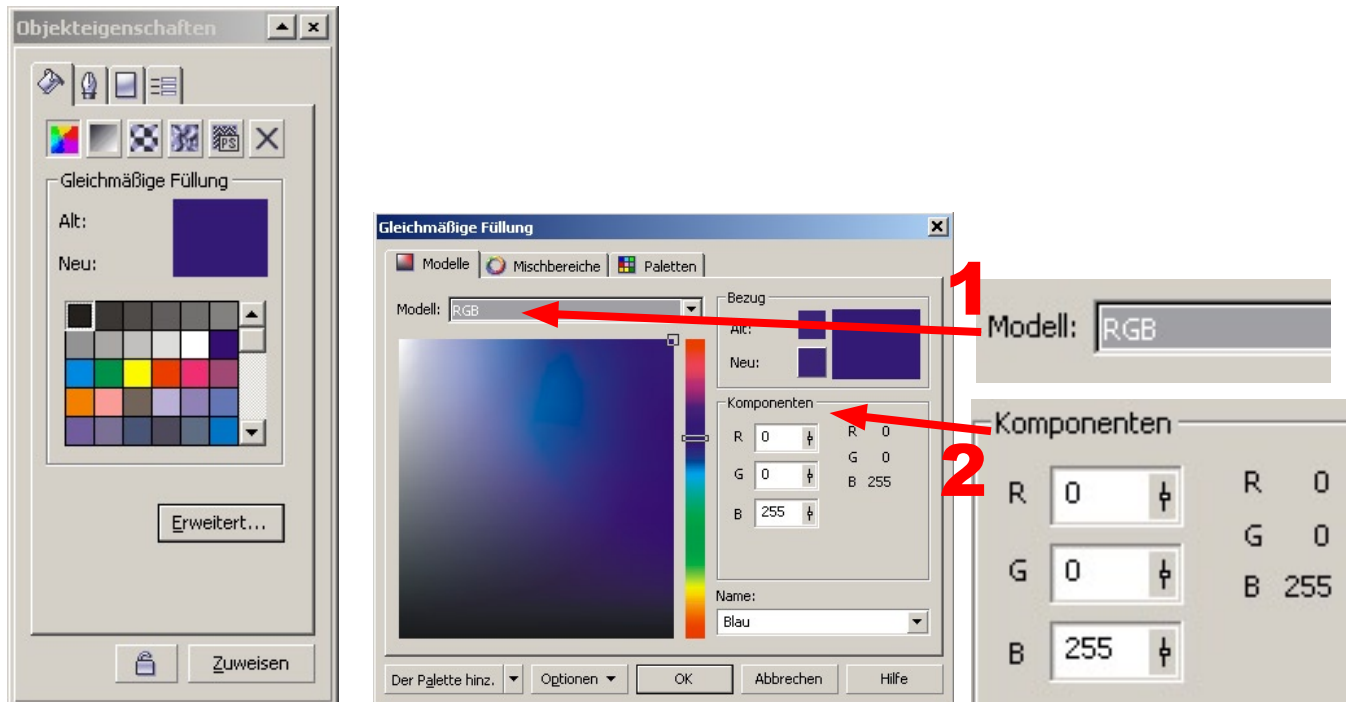 Objekteigenschaften
PS
Gleichmäßige Füllung
Alt:
Neu:
Erweitert...
Zuweisen
Gleichmäßige Füllung
Modelle
Mischbereiche
Paletten
Modell: RGB
Bezug
Alt:
Neu:
Komponenten
R 0 R 0
G 0 G 0
B 255 B 255
Name:
Blau
Der Palette hinz.
Optionen
OK
Abbrechen
Hilfe
1
Modell: RGB
2
Komponenten
R 0 R 0
G 0 G 0
B 255 B 255